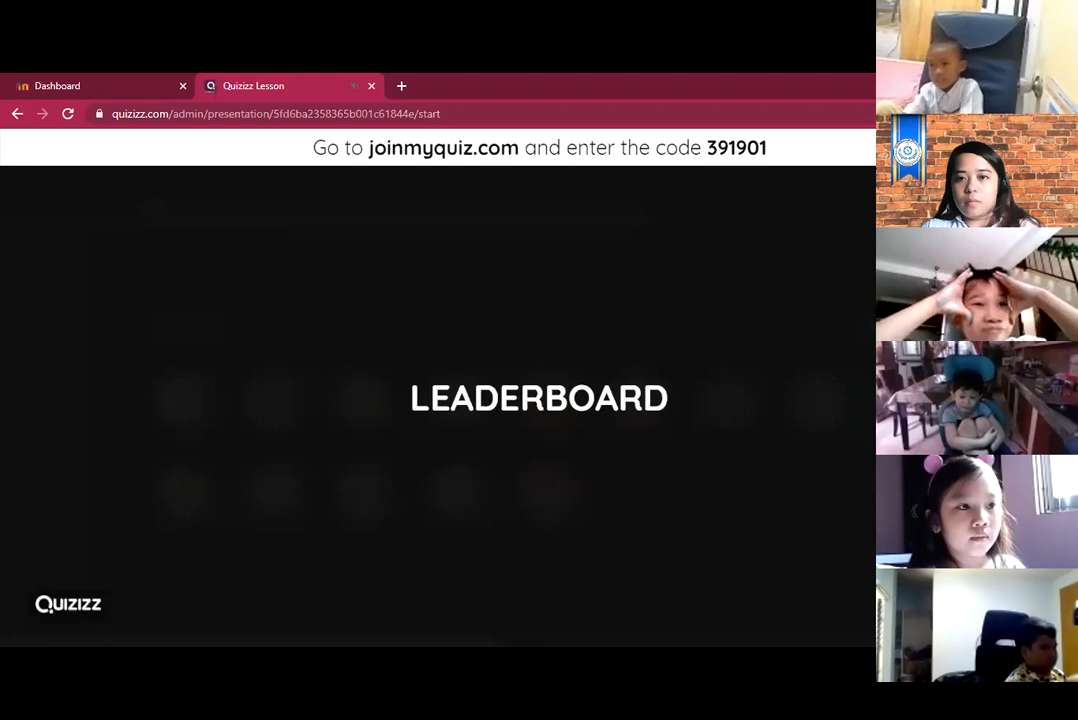 Dashboard
Quizizz Lesson
quizizz.com/admin/presentation/5fd6ba2358365b001c61844e/start
Go to joinmyquiz.com and enter the code 391901
LEADERBOARD
Quizizz